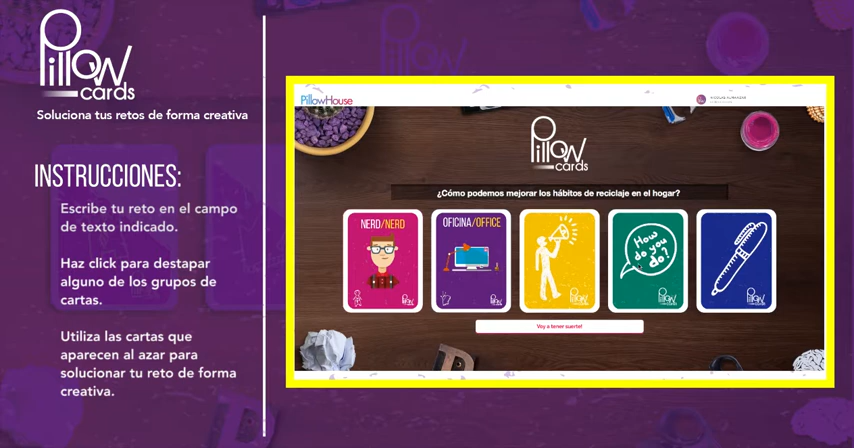 Pillow
cards
Soluciona tus retos de forma creativa
INSTRUCCIONES:
Escribe tu reto en el campo
de texto indicado.
Haz click para destapar
alguno de los grupos de
cartas.
Utiliza las cartas que
aparecen al azar para
solucionar tu reto de forma
creativa.
PillowHouse
Pillow
cards
¿Cómo podemos mejorar los hábitos de reciclaje en el hogar?
NERD/NERD
OFICINA/OFFICE
How
do you
do?
Voy a tener suerte!